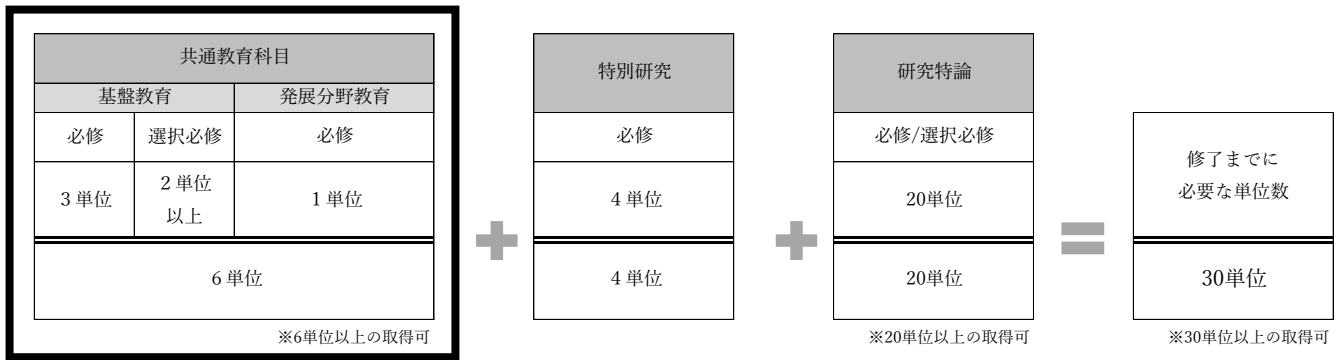 共通教育科目
基盤教育
発展分野教育
必修
選択必修
必修
3 単位
2 単位
以上
1 単位
6 単位
※6単位以上の取得可
特別研究
必修
4 単位
4 単位
研究特論
必修/選択必修
20単位
20単位
※20単位以上の取得可
修了までに
必要な単位数
30単位
※30単位以上の取得可